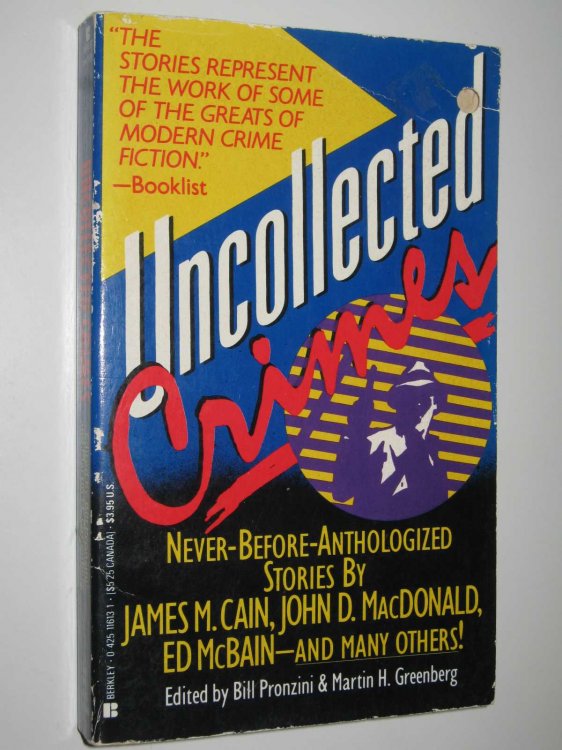 “THE
STORIES REPRESENT
THE WORK OF SOME
OF THE GREATS OF
MODERN CRIME
FICTION.”
—Booklist
Uncollected
Crimes
NEVER-BEFORE-ANTHOLOGIZED
STORIES BY
JAMES M. CAIN, JOHN D. MACDONALD,
ED MCBAIN—AND MANY OTHERS!
Edited by Bill Pronzini & Martin H. Greenberg
BERKLEY • 0-425 11613 1 • [$5.25 CANADA] • $3.95 U.S.
B